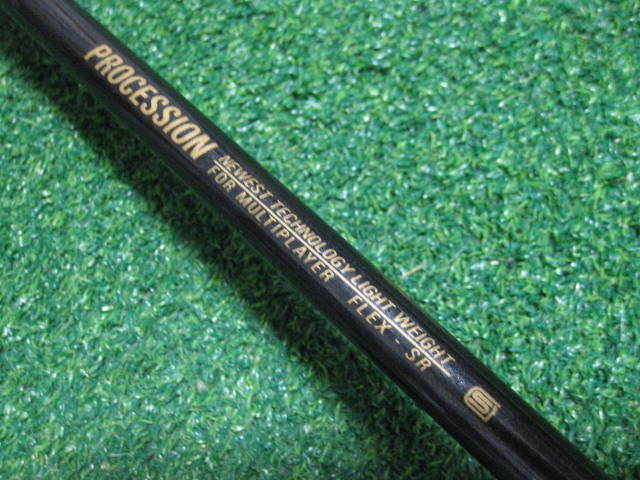 PROCESSION
NEWEST TECHNOLOGY LIGHT WEIGHT
FOR MULTIPLAYER FLEX - SR